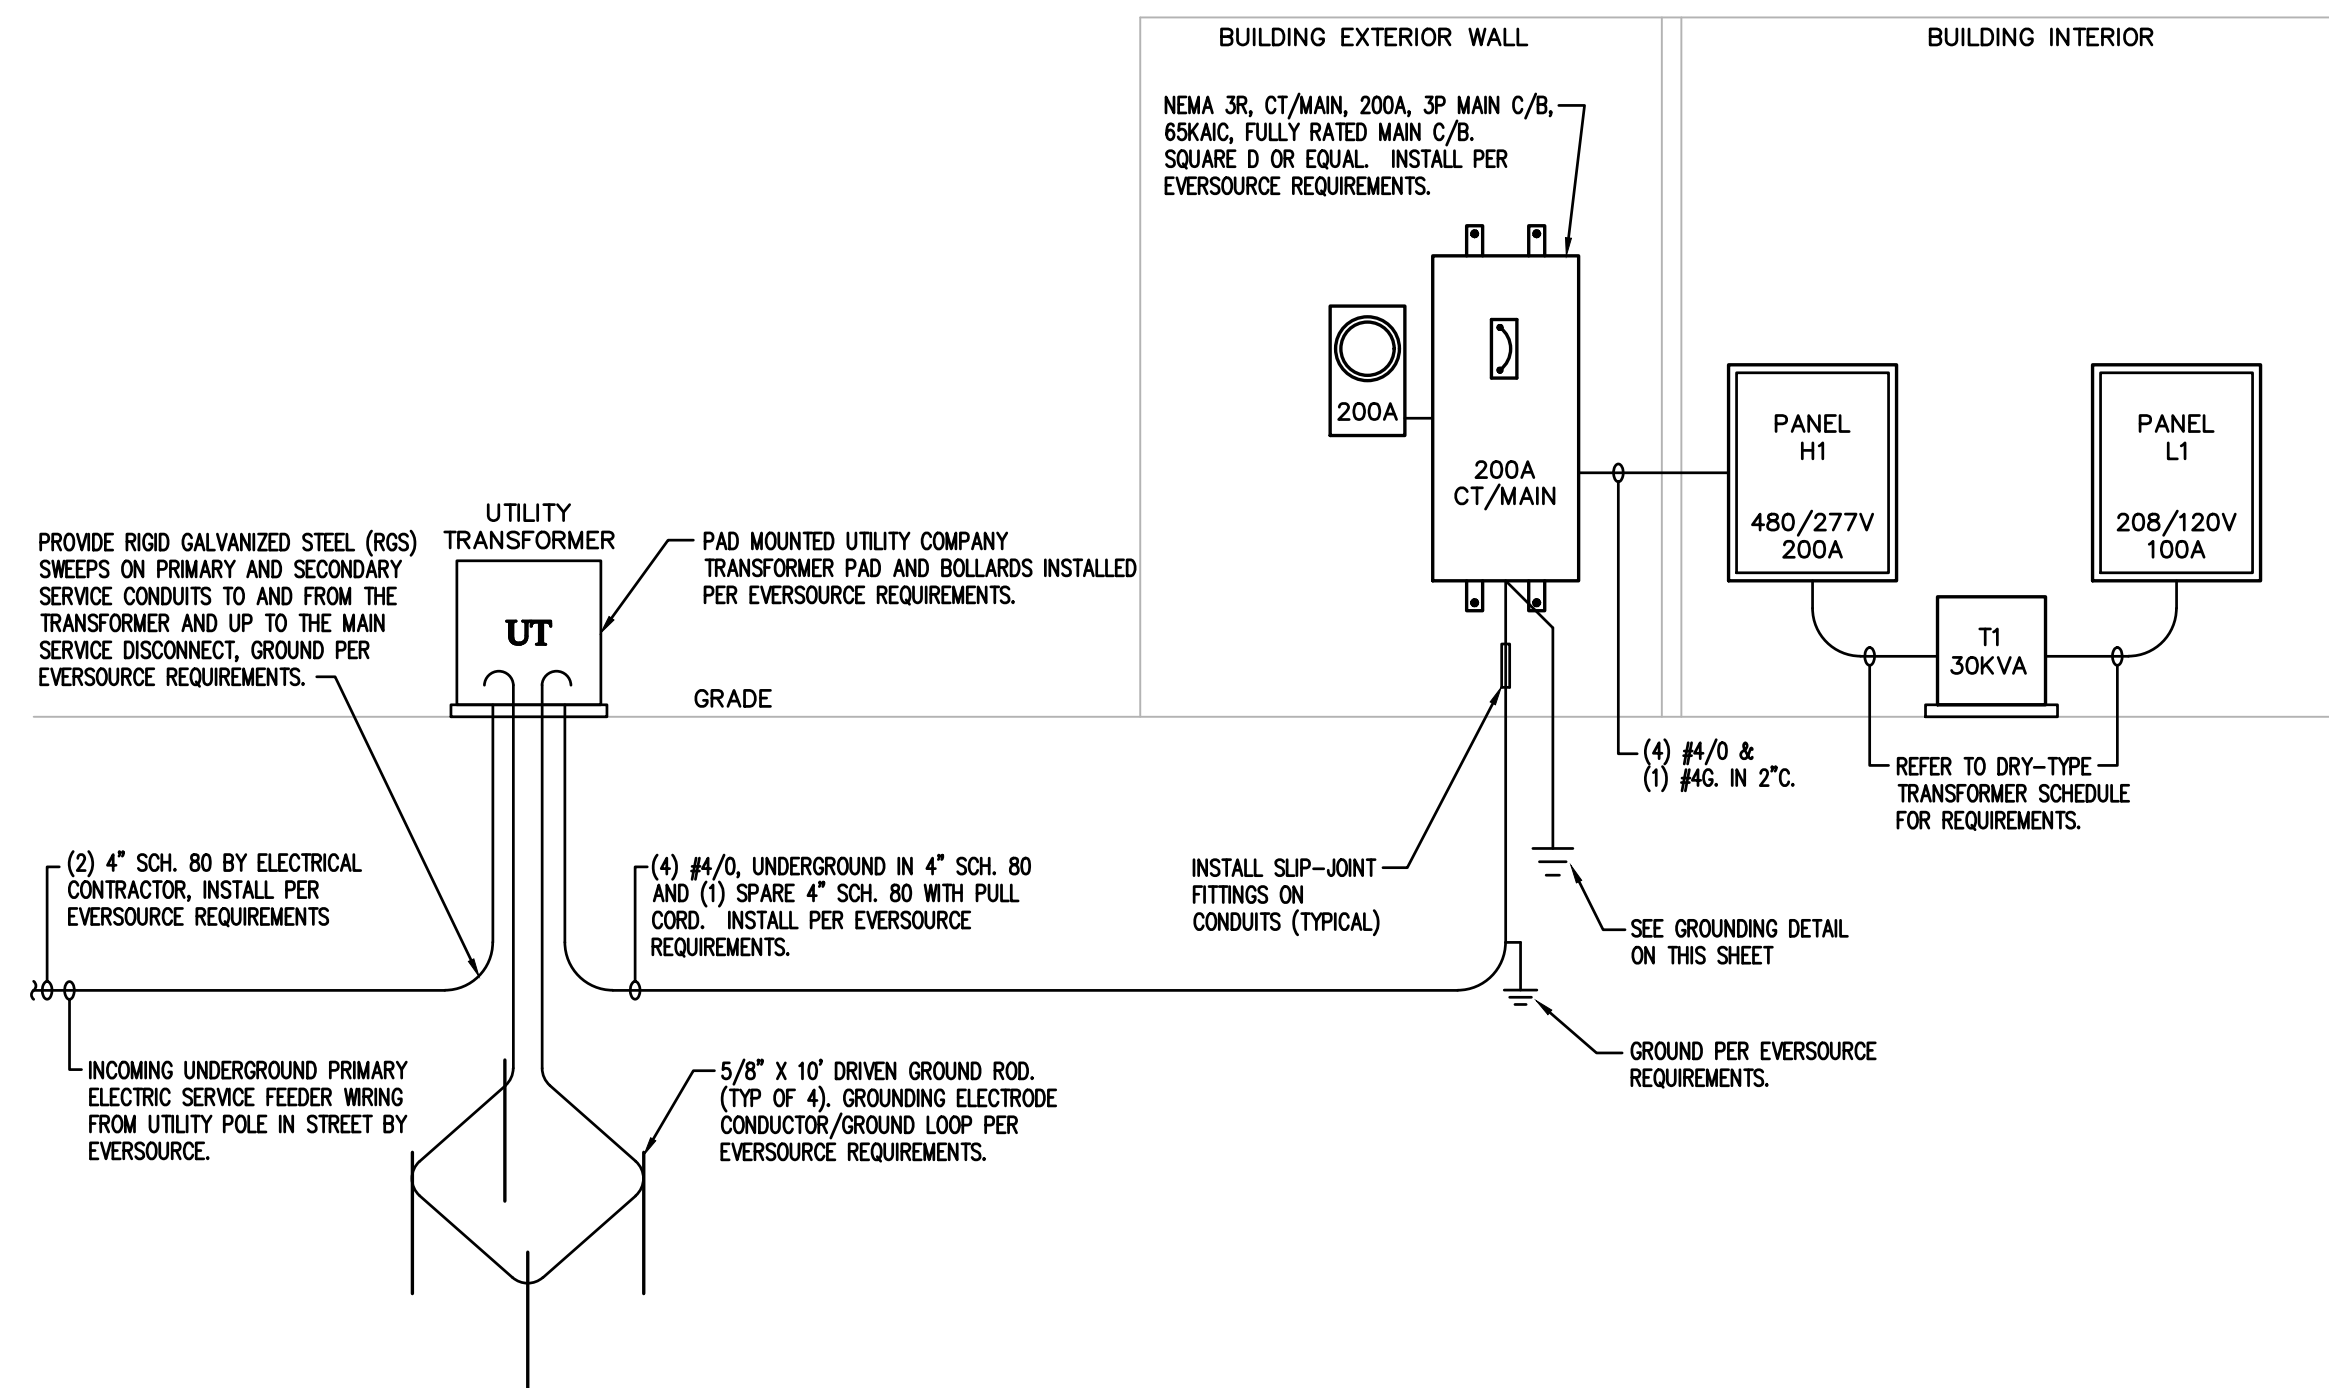 BUILDING EXTERIOR WALL
BUILDING INTERIOR
NEMA 3R, CT/MAIN, 200A, 3P MAIN C/B,
65KAIC, FULLY RATED MAIN C/B.
SQUARE D OR EQUAL. INSTALL PER
EVERSOURCE REQUIREMENTS.
200A
200A
CT/MAIN
PANEL
H1
480/277V
200A
PANEL
L1
208/120V
100A
T1
30KVA
UTILITY
TRANSFORMER
UT
PROVIDE RIGID GALVANIZED STEEL (RGS)
SWEEPS ON PRIMARY AND SECONDARY
SERVICE CONDUITS TO AND FROM THE
TRANSFORMER AND UP TO THE MAIN
SERVICE DISCONNECT, GROUND PER
EVERSOURCE REQUIREMENTS.
PAD MOUNTED UTILITY COMPANY
TRANSFORMER PAD AND BOLLARDS INSTALLED
PER EVERSOURCE REQUIREMENTS.
GRADE
(4) #4/0 &
(1) #4G. IN 2"C.
REFER TO DRY-TYPE
TRANSFORMER SCHEDULE
FOR REQUIREMENTS.
(2) 4" SCH. 80 BY ELECTRICAL
CONTRACTOR, INSTALL PER
EVERSOURCE REQUIREMENTS
(4) #4/0, UNDERGROUND IN 4" SCH. 80
AND (1) SPARE 4" SCH. 80 WITH PULL
CORD. INSTALL PER EVERSOURCE
REQUIREMENTS.
INSTALL SLIP-JOINT
FITTINGS ON
CONDUITS (TYPICAL)
SEE GROUNDING DETAIL
ON THIS SHEET
GROUND PER EVERSOURCE
REQUIREMENTS.
INCOMING UNDERGROUND PRIMARY
ELECTRIC SERVICE FEEDER WIRING
FROM UTILITY POLE IN STREET BY
EVERSOURCE.
5/8" X 10' DRIVEN GROUND ROD.
(TYP OF 4). GROUNDING ELECTRODE
CONDUCTOR/GROUND LOOP PER
EVERSOURCE REQUIREMENTS.